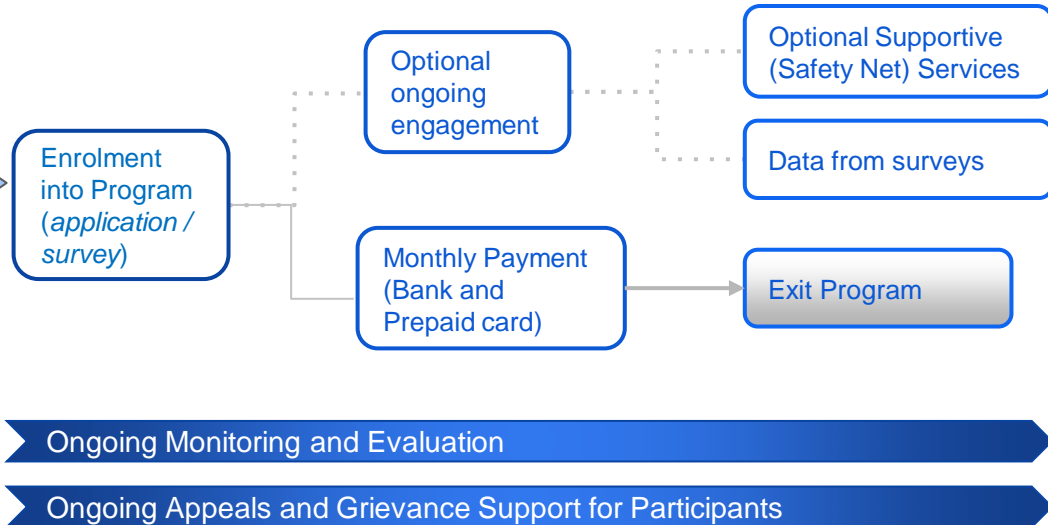 Optional
ongoing
engagement
Optional Supportive
(Safety Net) Services
Data from surveys
Enrolment
into Program
(application /
survey)
Monthly Payment
(Bank and
Prepaid card)
Exit Program
Ongoing Monitoring and Evaluation
Ongoing Appeals and Grievance Support for Participants